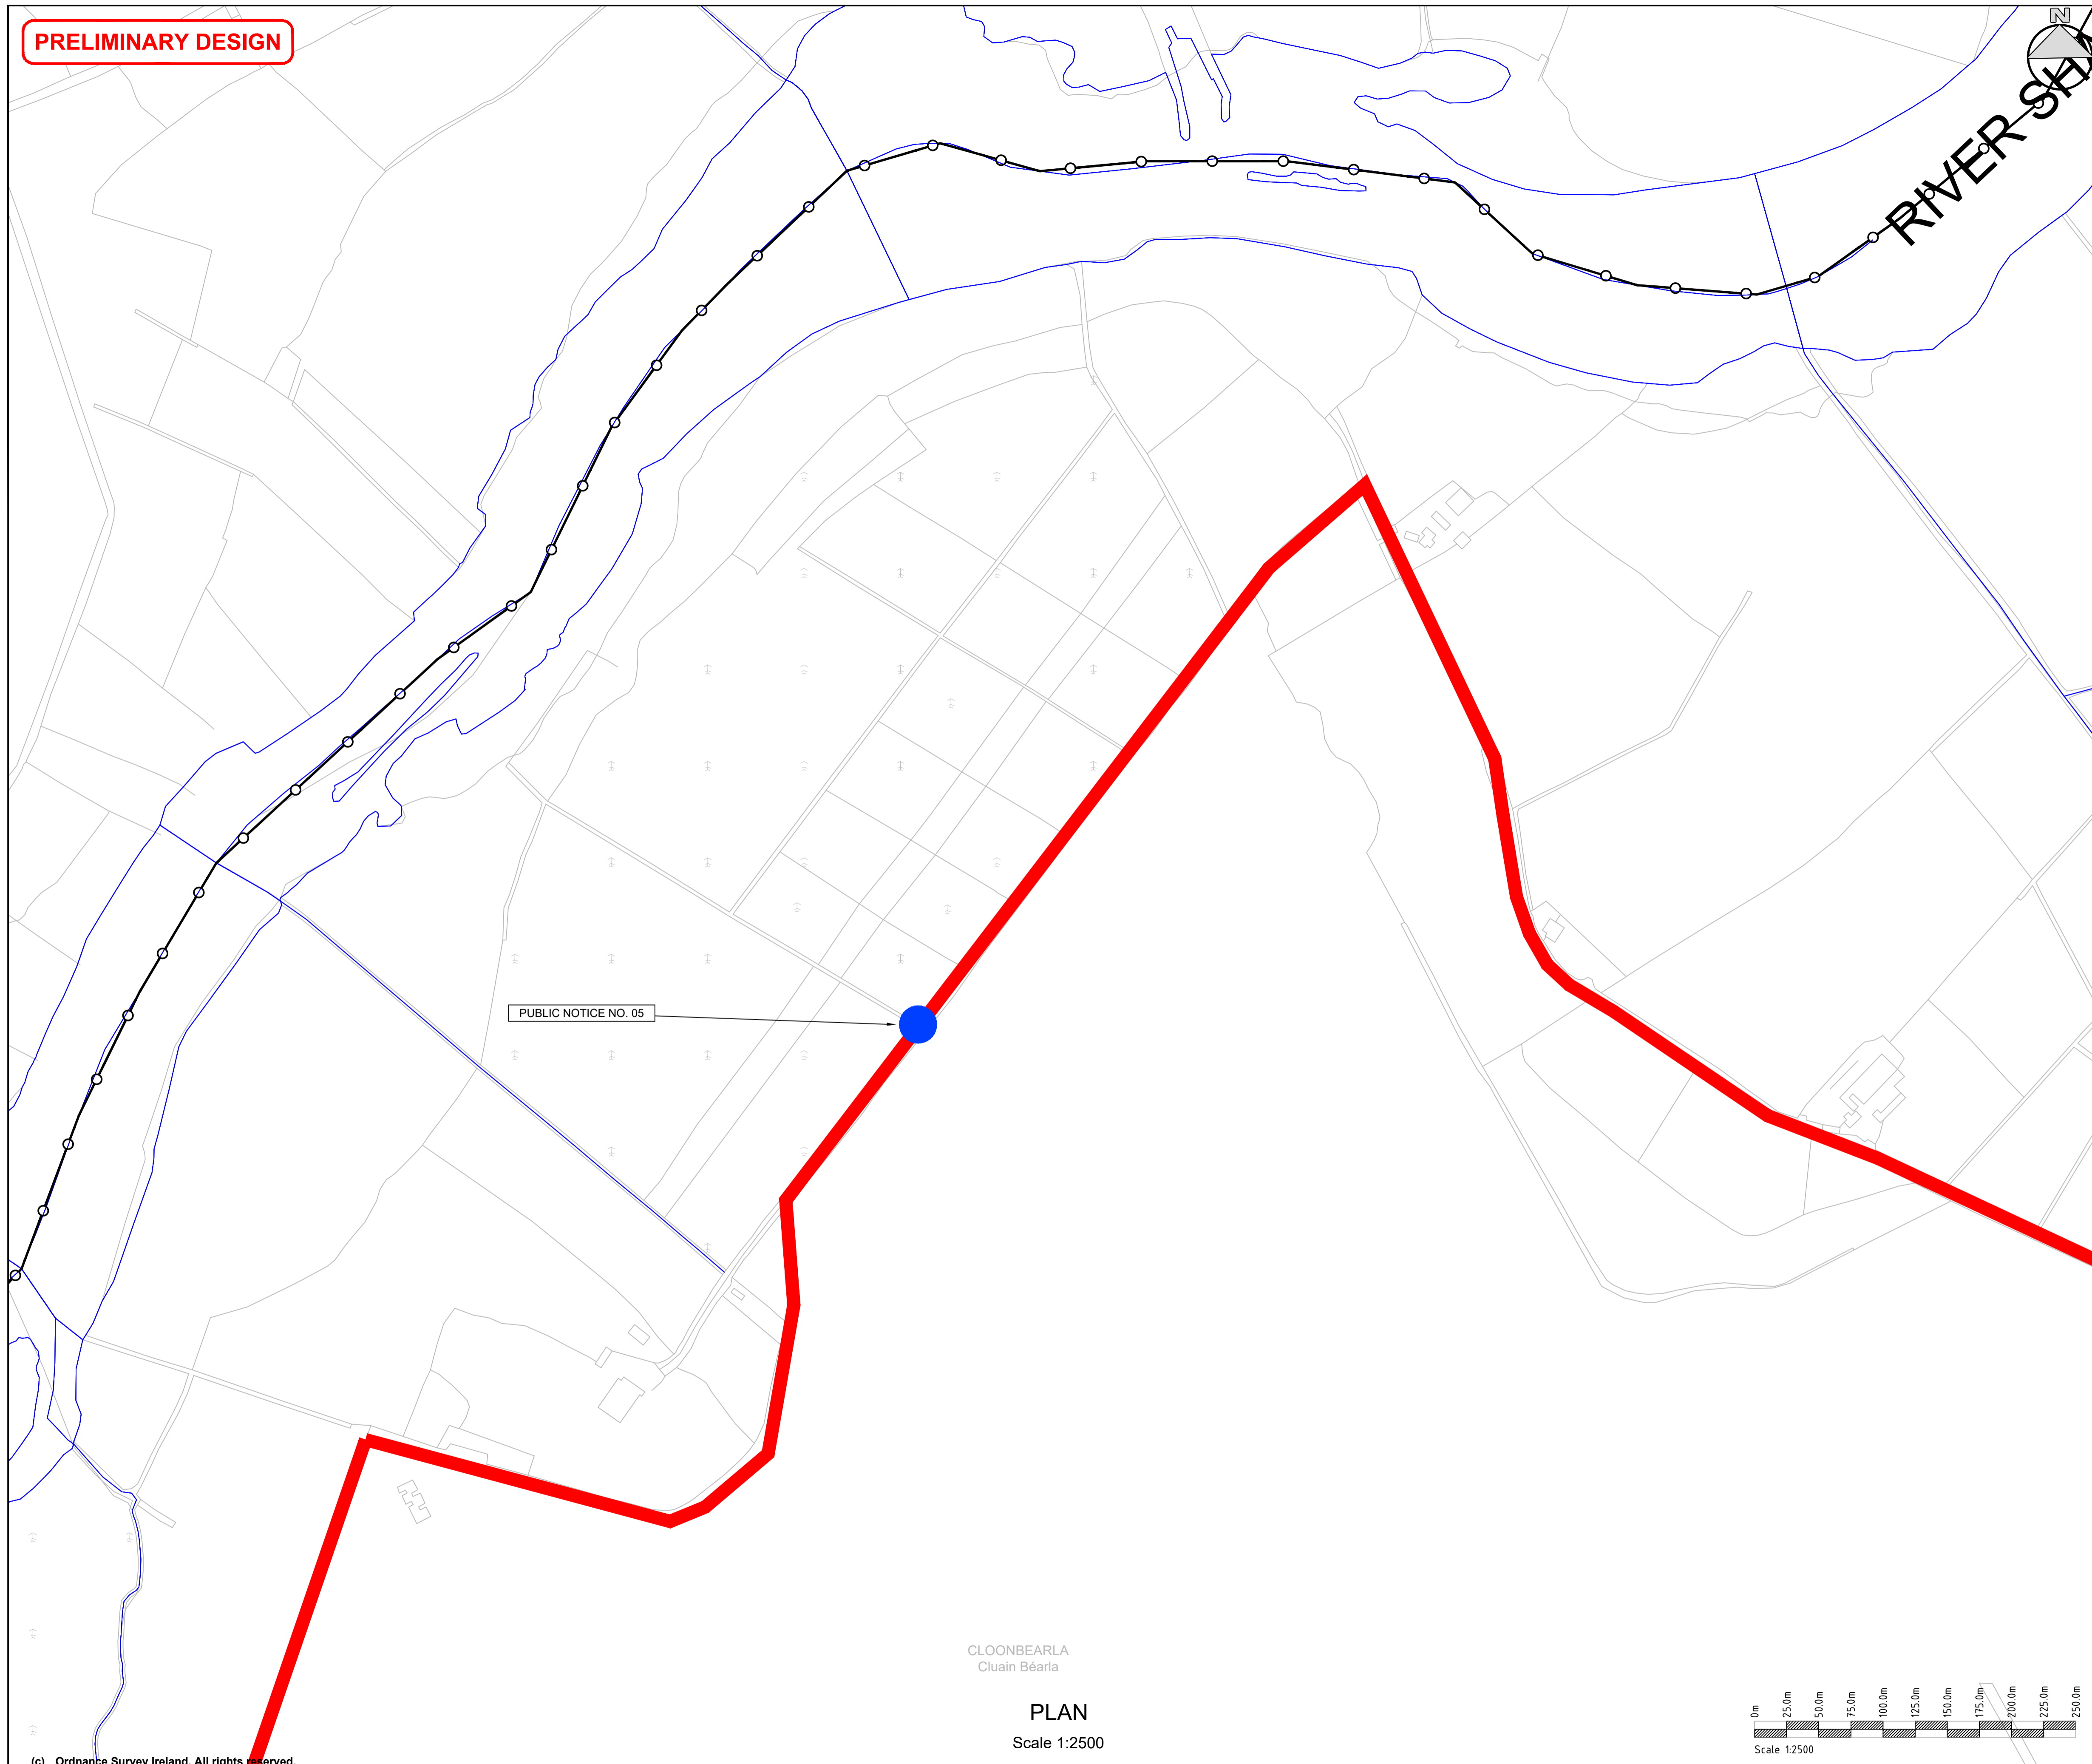 PRELIMINARY DESIGN
N
RIVER
PUBLIC NOTICE NO. 05
CLOONBEARLA
Cluain Béarla
PLAN
Scale 1:2500
0m 25.0m 50.0m 75.0m 100.0m 125.0m 150.0m 175.0m 200.0m 225.0m 250.0m
Scale 1:2500
(c) Ordnance Survey Ireland. All rights reserved.